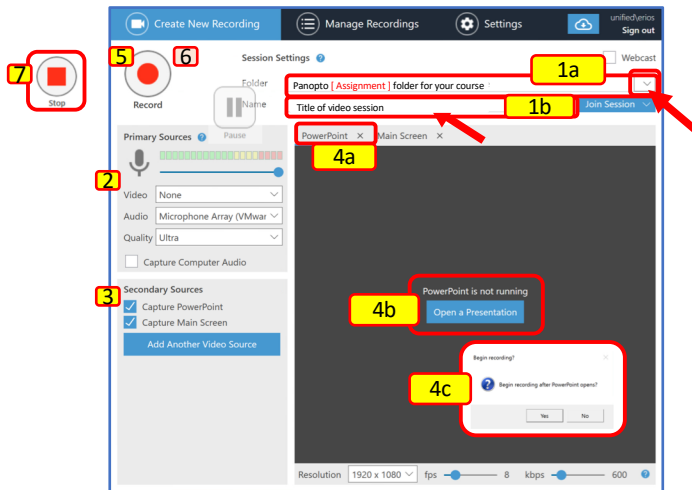 Create New Recording
Manage Recordings
Settings
unified\erios
Sign out
5
6
Session Settings ?
Webcast
7
1a
Folder
Panopto [ Assignment ] folder for your course
Stop
Record
Name
Title of video session
1b
Join Session
Pause
Primary Sources ?
PowerPoint ×
Main Screen ×
4a
2
Video None
Audio Microphone Array (VMwar
Quality Ultra
Capture Computer Audio
3
Secondary Sources
Capture PowerPoint
Capture Main Screen
Add Another Video Source
PowerPoint is not running
4b
Open a Presentation
Begin recording?
4c
? Begin recording after PowerPoint opens?
Yes
No
Resolution 1920 x 1080 fps 8 kbps 600 ?